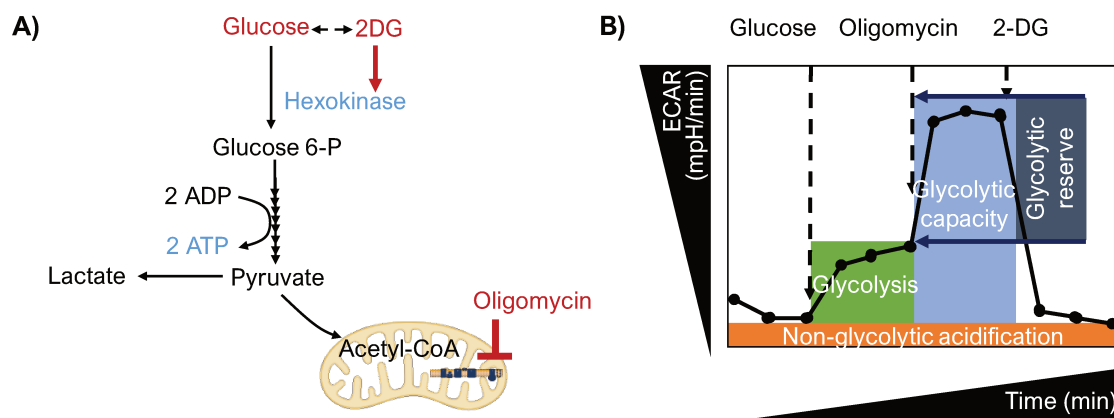 A)
Glucose
2DG
Hexokinase
Glucose 6-P
2 ADP
2 ATP
Lactate
Pyruvate
Oligomycin
Acetyl-CoA
B)
Glucose
Oligomycin
2-DG
ECAR
(mpH/min)
Glycolytic
capacity
Glycolytic
reserve
Glycolysis
Non-glycolytic acidification
Time (min)